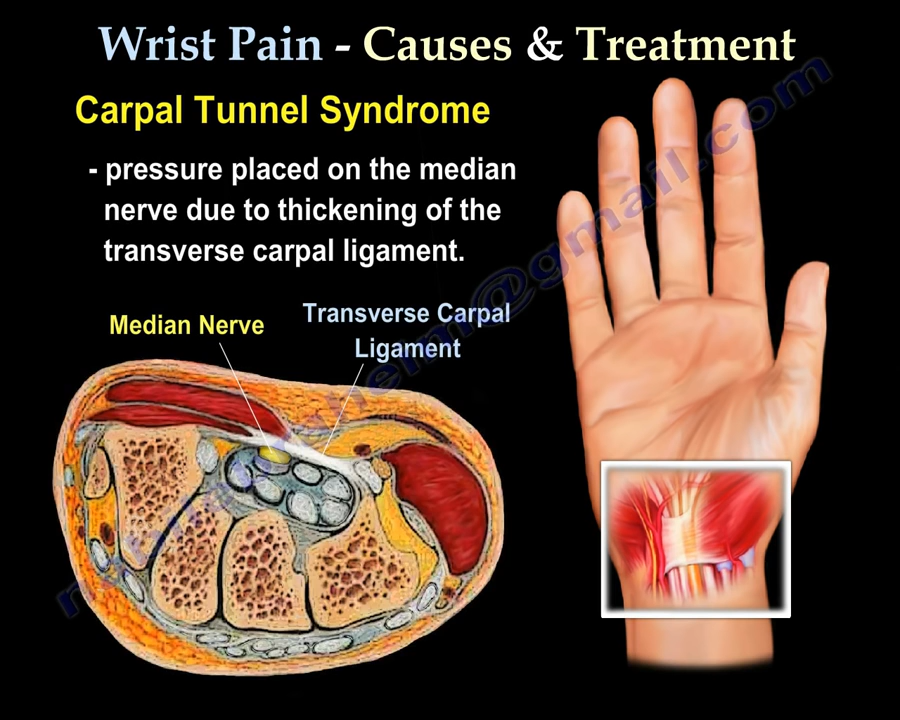 Wrist Pain - Causes & Treatment
Carpal Tunnel Syndrome
- pressure placed on the median
nerve due to thickening of the
transverse carpal ligament.
Median Nerve
Transverse Carpal
Ligament